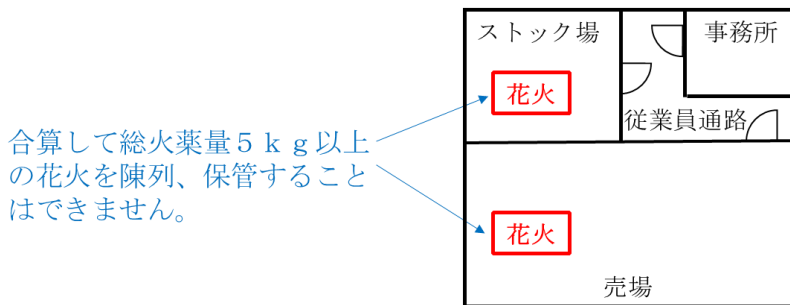 ストック場
事務所
花火
従業員通路
合算して総火薬量５ｋｇ以上
の花火を陳列、保管すること
はできません。
花火
売場